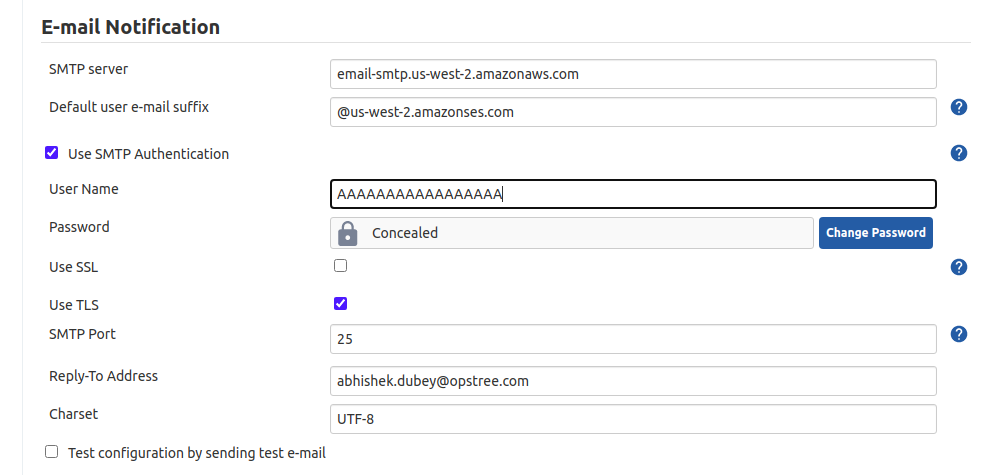 E-mail Notification
SMTP server
email-smtp.us-west-2.amazonaws.com
Default user e-mail suffix
@us-west-2.amazonses.com
?
Use SMTP Authentication
?
User Name
AAAAAAAAAAAAAAAAA
Password
Concealed
Change Password
Use SSL
?
Use TLS
SMTP Port
25
?
Reply-To Address
abhishek.dubey@opstree.com
Charset
UTF-8
Test configuration by sending test e-mail